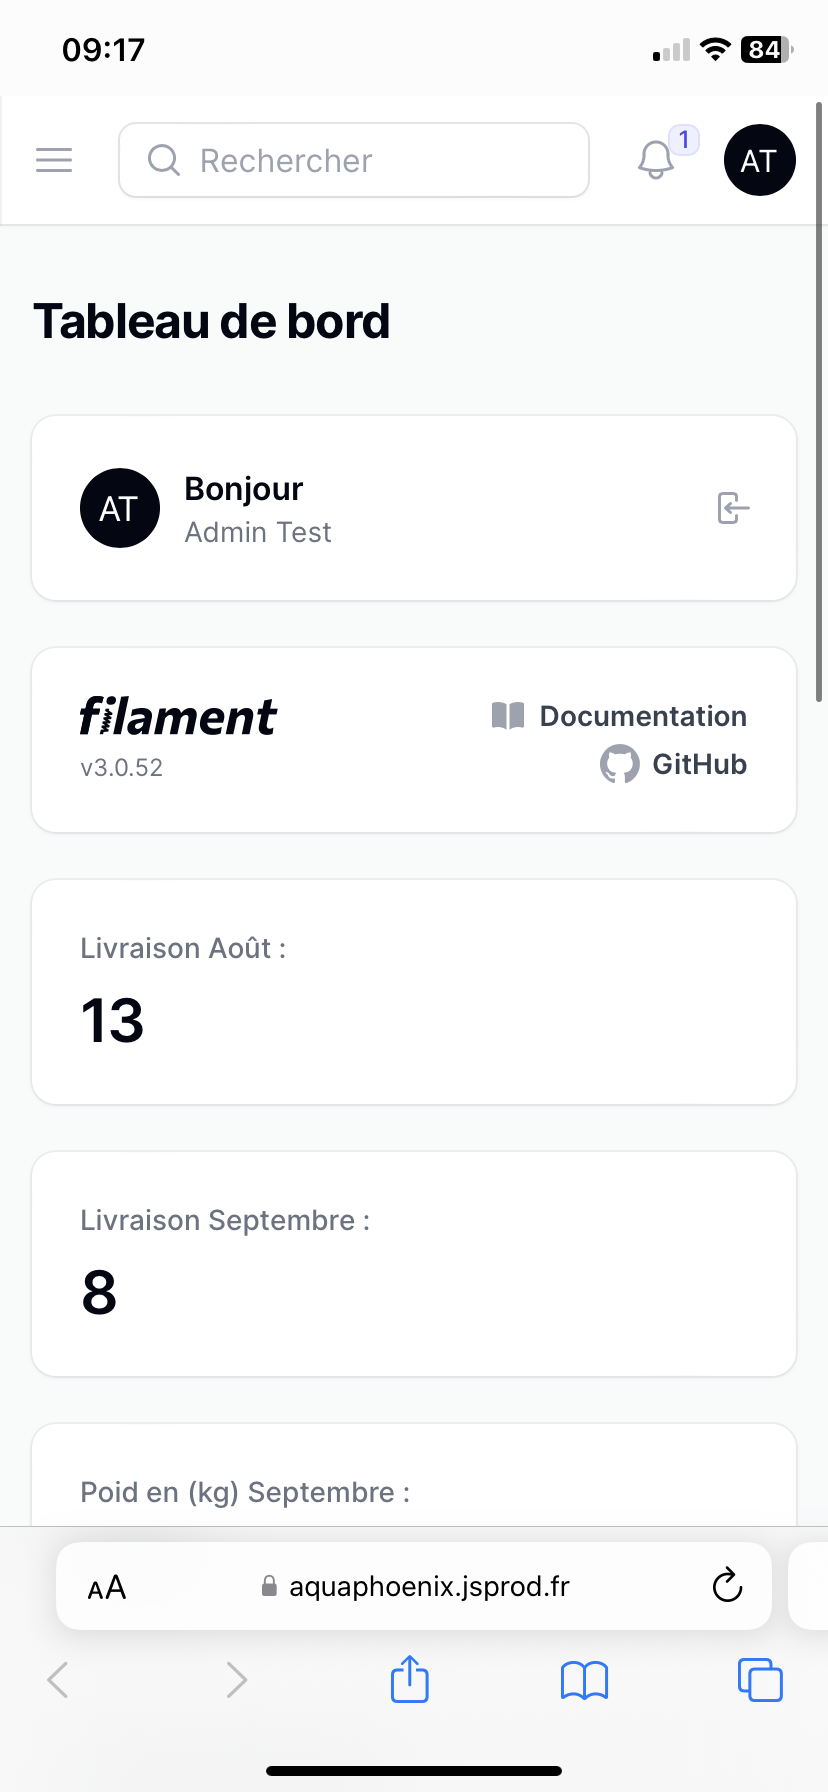 09:17
84
Rechercher
1
AT
Tableau de bord
AT
Bonjour
Admin Test
filament
v3.0.52
Documentation
GitHub
Livraison Août :
13
Livraison Septembre :
8
Poid en (kg) Septembre :
AA
aquaphoenix.jsprod.fr